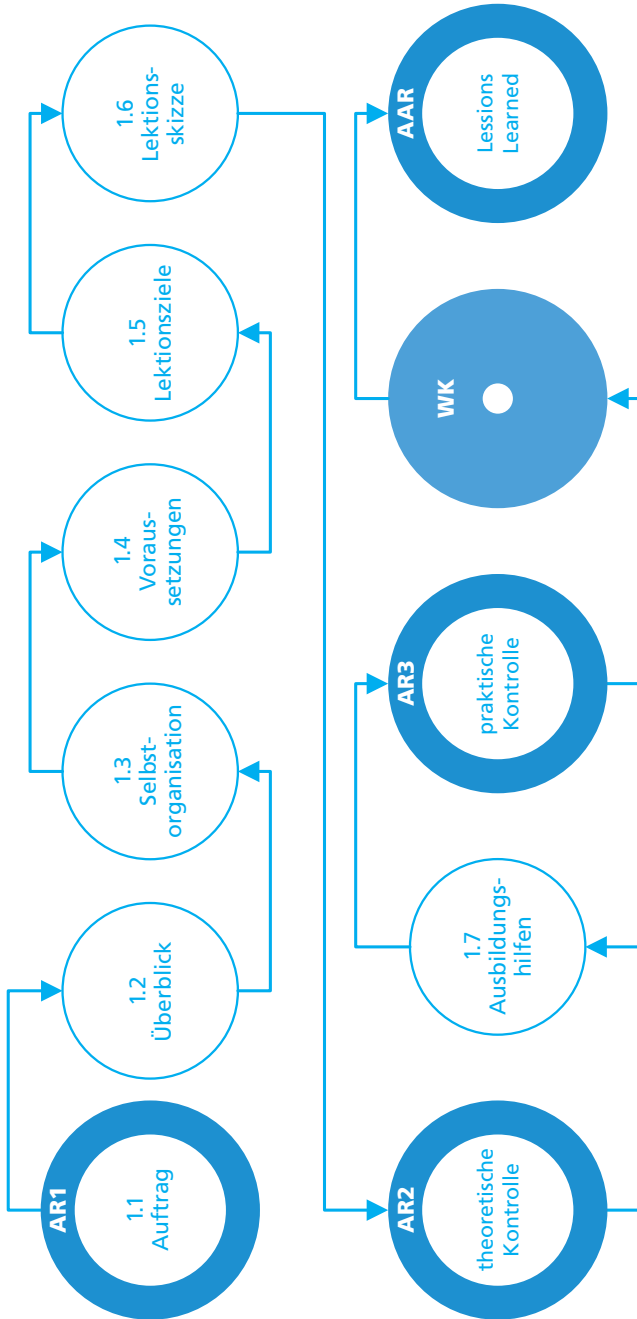 AR1
1.1
Auftrag
1.2
Überblick
1.3
Selbst-
organisation
1.4
Voraus-
setzungen
1.5
Lektionsziele
1.6
Lektions-
skizze
AR2
theoretische
Kontrolle
1.7
Ausbildungs-
hilfen
AR3
praktische
Kontrolle
WK
AAR
Lessions
Learned